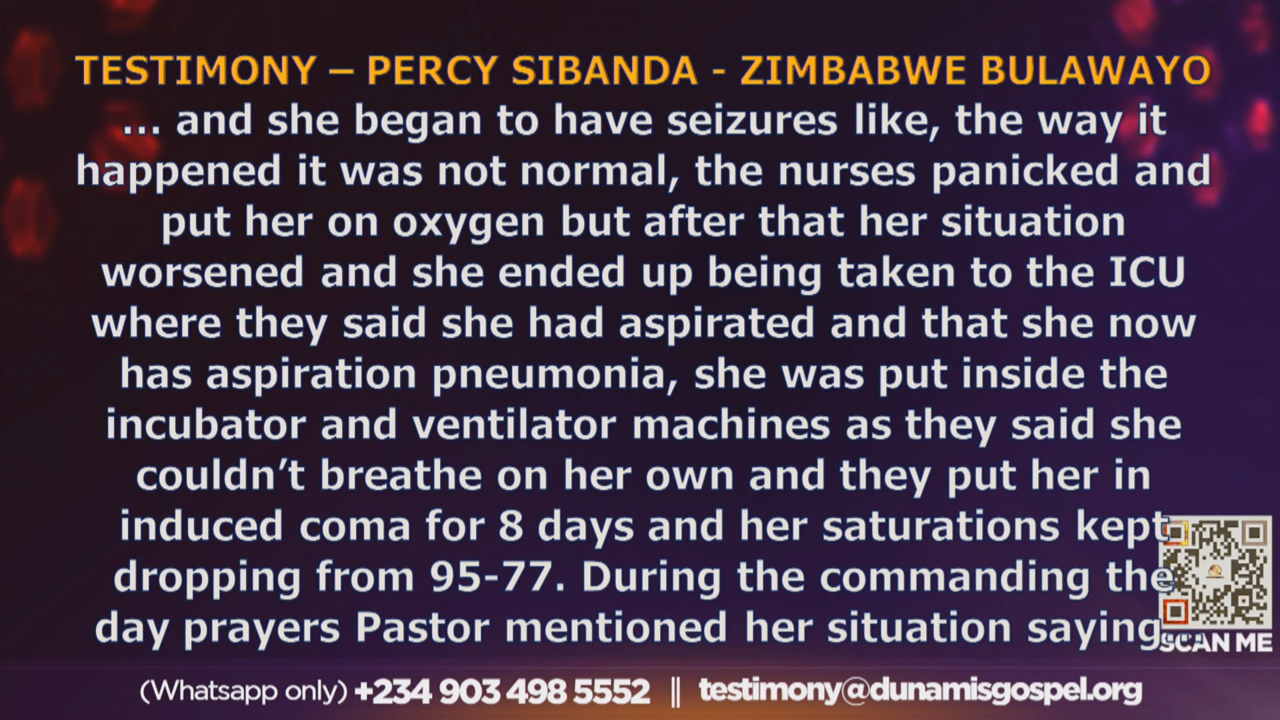 TESTIMONY – PERCY SIBANDA - ZIMBABWE BULAWAYO
... and she began to have seizures like, the way it
happened it was not normal, the nurses panicked and
put her on oxygen but after that her situation
worsened and she ended up being taken to the ICU
where they said she had aspirated and that she now
has aspiration pneumonia, she was put inside the
incubator and ventilator machines as they said she
couldn’t breathe on her own and they put her in
induced coma for 8 days and her saturations kept
dropping from 95-77. During the commanding the
day prayers Pastor mentioned her situation saying...
SCAN ME
(Whatsapp only) +234 903 498 5552 || testimony@dunamisgospel.org